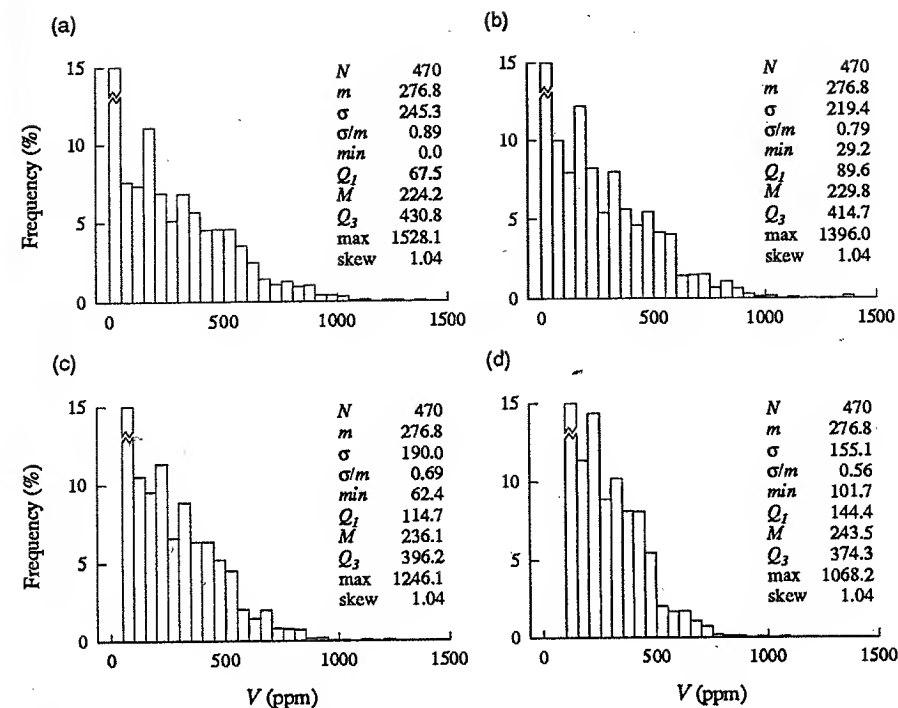 (a)
Frequency (%)
15
10
5
0
0 500 1000 1500
N 470
m 276.8
σ 245.3
σ/m 0.89
min 0.0
Q1 67.5
M 224.2
Q3 430.8
max 1528.1
skew 1.04
(b)
15
10
5
0
0 500 1000 1500
N 470
m 276.8
σ 219.4
σ/m 0.79
min 29.2
Q1 89.6
M 229.8
Q3 414.7
max 1396.0
skew 1.04
(c)
Frequency (%)
15
10
5
0
0 500 1000 1500
V (ppm)
N 470
m 276.8
σ 190.0
σ/m 0.69
min 62.4
Q1 114.7
M 236.1
Q3 396.2
max 1246.1
skew 1.04
(d)
15
10
5
0
0 500 1000 1500
V (ppm)
N 470
m 276.8
σ 155.1
σ/m 0.56
min 101.7
Q1 144.4
M 243.5
Q3 374.3
max 1068.2
skew 1.04